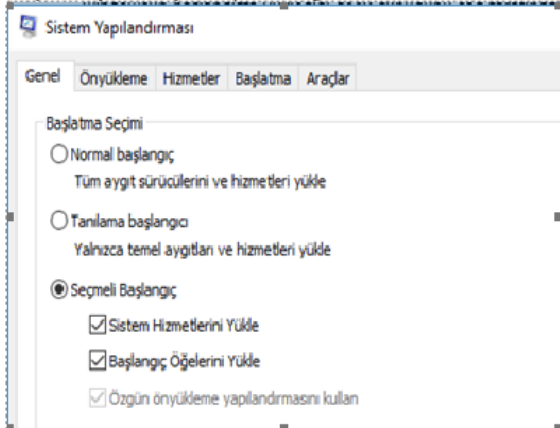 Sistem Yapılandırması
Genel Önyükleme Hizmetler Başlatma Araçlar
Başlatma Seçimi
Normal başlangıç
Tüm aygıt sürücülerini ve hizmetleri yükle
Tanılama başlangıcı
Yalnızca temel aygıtları ve hizmetleri yükle
Seçmeli Başlangıç
Sistem Hizmetlerini Yükle
Başlangıç Öğelerini Yükle
Özgün önyükleme yapılandırmasını kullan